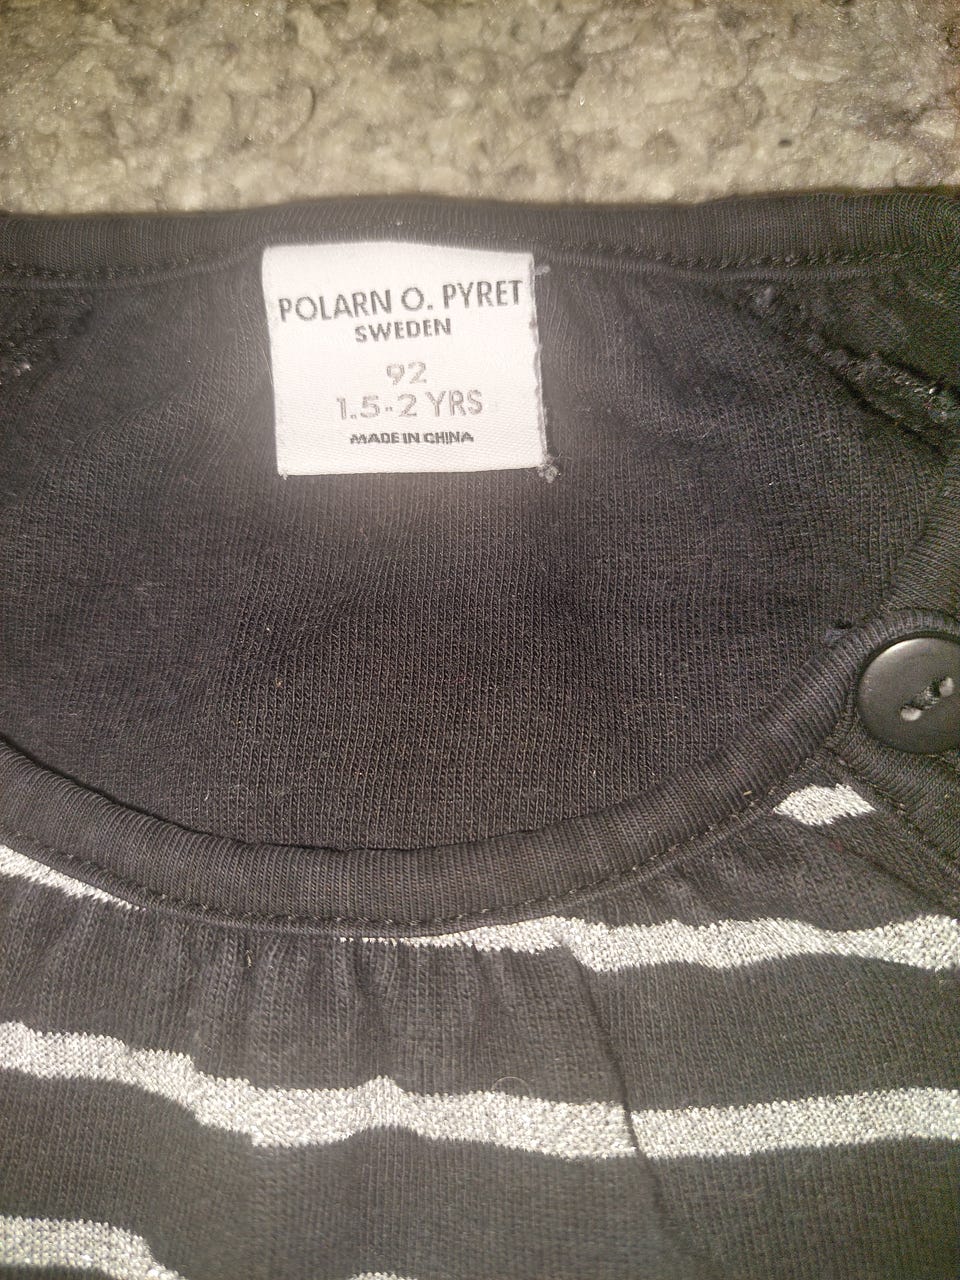 POLARN O. PYRET
SWEDEN
92
1.5-2 YRS
MADE IN CHINA